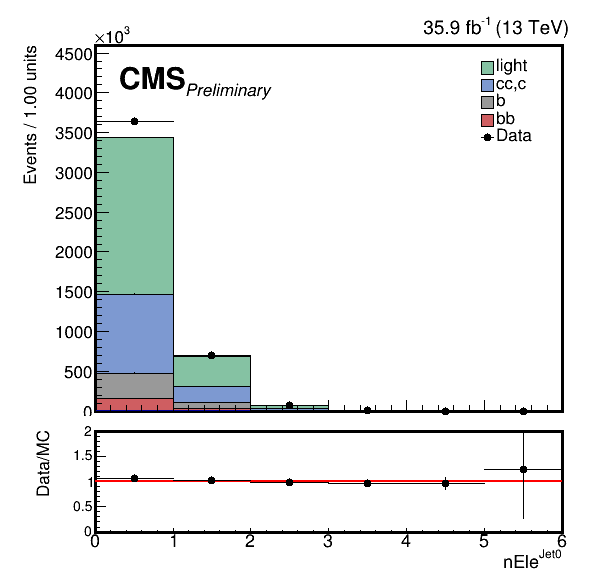 35.9 fb⁻¹ (13 TeV)
×10³
Events / 1.00 units
4500
4000
3500
3000
2500
2000
1500
1000
500
0
CMS Preliminary
light
cc,c
b
bb
Data
Data/MC
2
1.5
1
0.5
0
0 1 2 3 4 5 6
nEle^Jet0